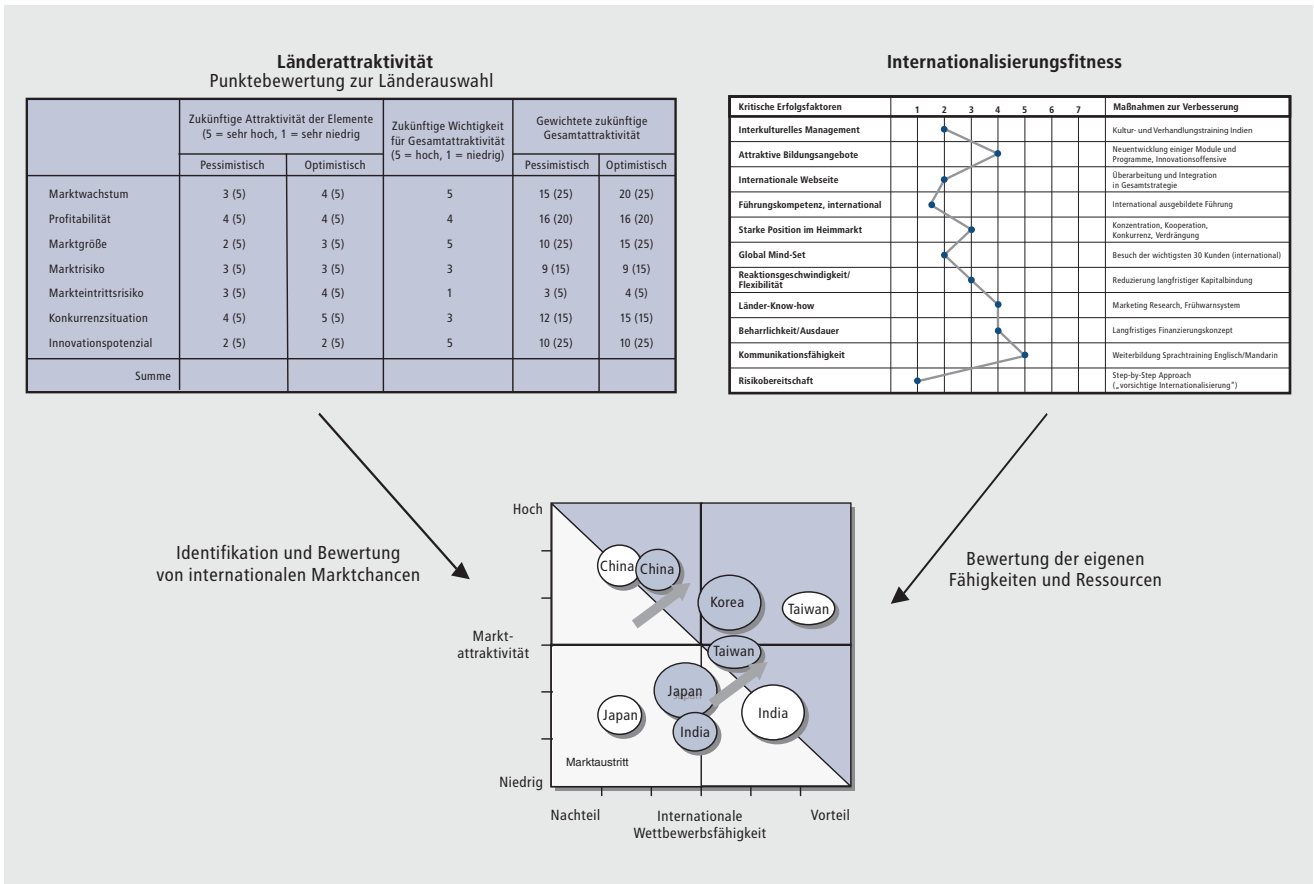 Länderattraktivität
Punktebewertung zur Länderauswahl
Zukünftige Attraktivität der Elemente
(5 = sehr hoch, 1 = sehr niedrig
Zukünftige Wichtigkeit
für Gesamtattraktivität
(5 = hoch, 1 = niedrig)
Gewichtete zukünftige
Gesamtattraktivität
Pessimistisch Optimistisch Pessimistisch Optimistisch
Marktwachstum 3 (5) 4 (5) 5 15 (25) 20 (25)
Profitabilität 4 (5) 4 (5) 4 16 (20) 16 (20)
Marktgröße 2 (5) 3 (5) 5 10 (25) 15 (25)
Marktrisiko 3 (5) 3 (5) 3 9 (15) 9 (15)
Markteintrittsrisiko 3 (5) 4 (5) 1 3 (5) 4 (5)
Konkurrenzsituation 4 (5) 5 (5) 3 12 (15) 15 (15)
Innovationspotenzial 2 (5) 2 (5) 5 10 (25) 10 (25)
Summe
Internationalisierungsfitness
Kritische Erfolgsfaktoren 1 2 3 4 5 6 7 Maßnahmen zur Verbesserung
Interkulturelles Management Kultur- und Verhandlungstraining Indien
Attraktive Bildungsangebote Neuentwicklung einiger Module und
Programme, Innovationsoffensive
Internationale Webseite Überarbeitung und Integration
in Gesamtstrategie
Führungskompetenz, international International ausgebildete Führung
Starke Position im Heimmarkt Konzentration, Kooperation,
Konkurrenz, Verdrängung
Global Mind-Set Besuch der wichtigsten 30 Kunden (international)
Reaktionsgeschwindigkeit/
Flexibilität Reduzierung langfristiger Kapitalbindung
Länder-Know-how Marketing Research, Frühwarnsystem
Beharrlichkeit/Ausdauer Langfristiges Finanzierungskonzept
Kommunikationsfähigkeit Weiterbildung Sprachtraining Englisch/Mandarin
Risikobereitschaft Step-by-Step Approach
(„vorsichtige Internationalisierung“)
Identifikation und Bewertung
von internationalen Marktchancen
Bewertung der eigenen
Fähigkeiten und Ressourcen
Hoch
China China
Korea Taiwan
Markt-
attraktivität
Taiwan
Japan
Japan India
India
Marktaustritt
Niedrig
Nachteil Internationale Vorteil
Wettbewerbsfähigkeit